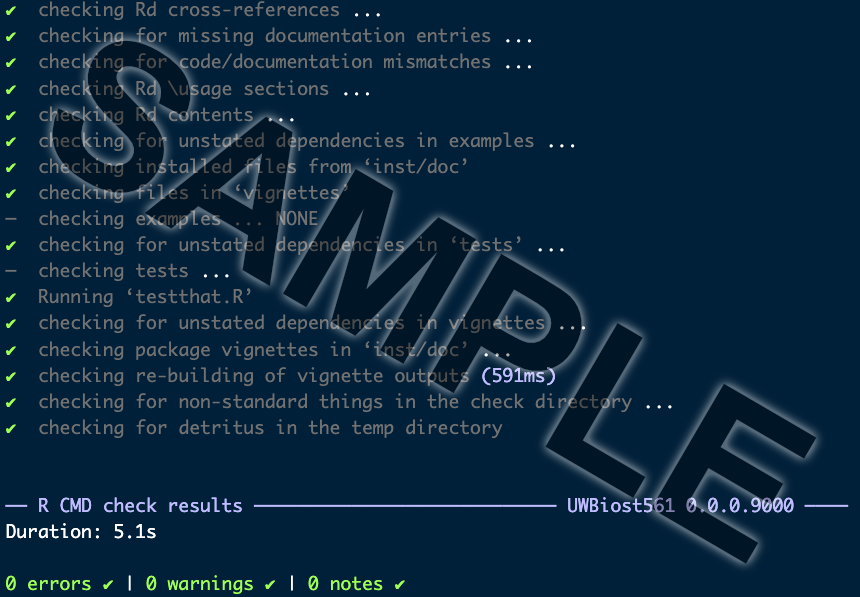 ✔ checking Rd cross-references ...
✔ checking for missing documentation entries ...
✔ checking for code/documentation mismatches ...
✔ checking Rd \usage sections ...
✔ checking Rd contents ...
✔ checking for unstated dependencies in examples ...
✔ checking installed files from ‘inst/doc’
✔ checking files in ‘vignettes’
─ checking examples ... NONE
✔ checking for unstated dependencies in ‘tests’ ...
─ checking tests ...
✔ Running ‘testthat.R’
✔ checking for unstated dependencies in vignettes ...
✔ checking package vignettes in ‘inst/doc’ ...
✔ checking re-building of vignette outputs (591ms)
✔ checking for non-standard things in the check directory ...
✔ checking for detritus in the temp directory
── R CMD check results ──────────────────────────── UWBiost561 0.0.0.9000 ────
Duration: 5.1s
0 errors ✔ | 0 warnings ✔ | 0 notes ✔
SAMPLE